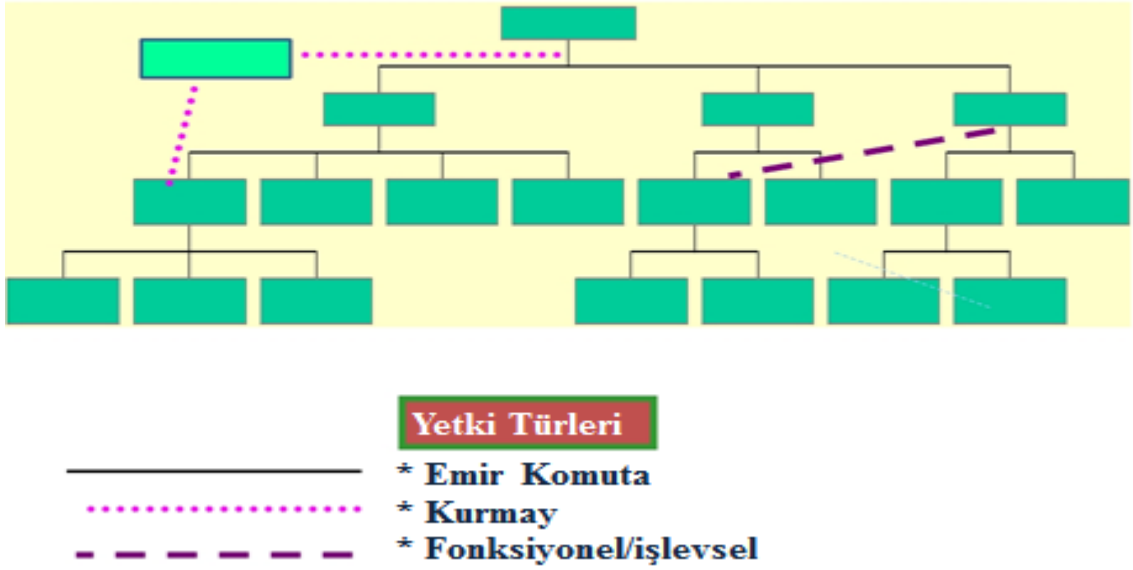 Yetki Türleri
* Emir Komuta
* Kurmay
* Fonksiyonel/işlevsel